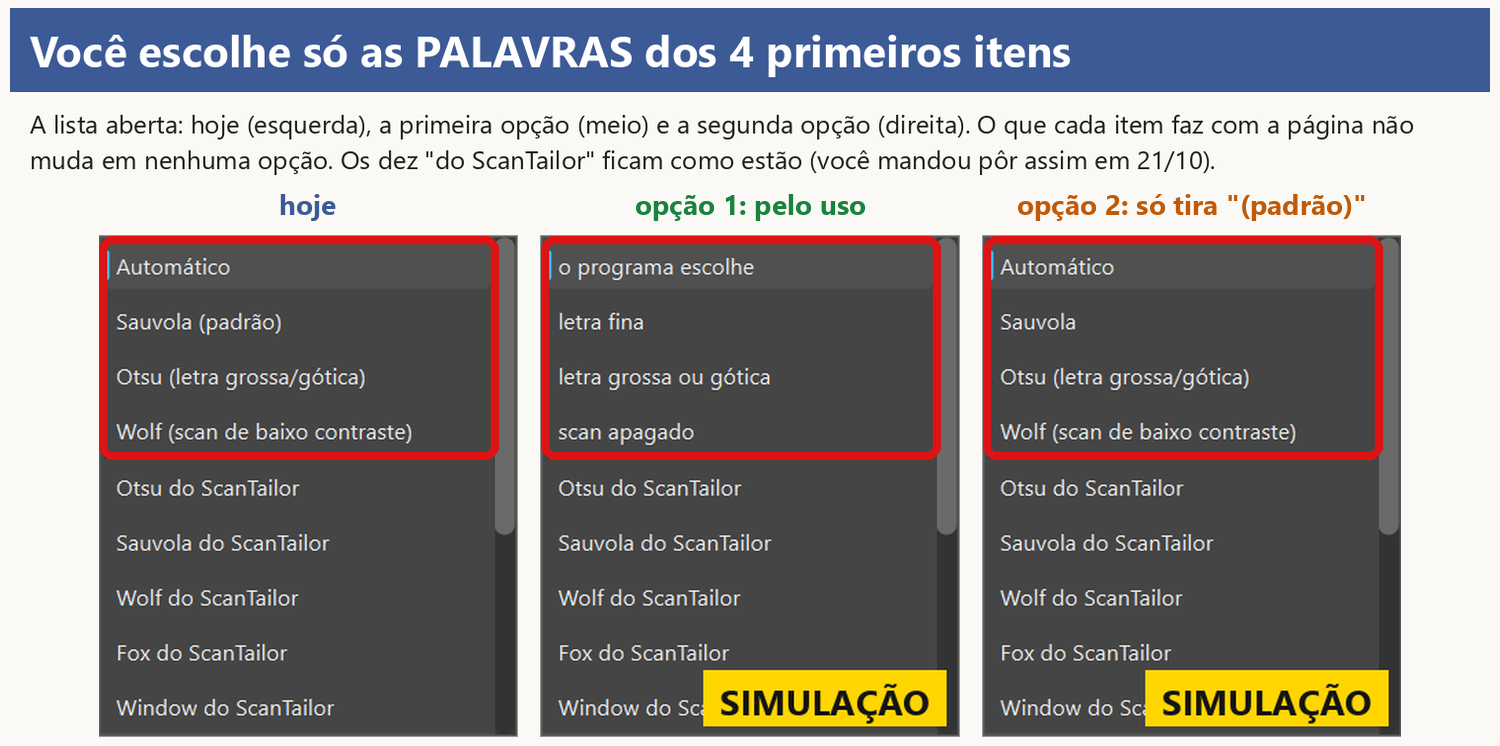 Você escolhe só as PALAVRAS dos 4 primeiros itens
A lista aberta: hoje (esquerda), a primeira opção (meio) e a segunda opção (direita). O que cada item faz com a página não
muda em nenhuma opção. Os dez "do ScanTailor" ficam como estão (você mandou pôr assim em 21/10).
hoje
Automático
Sauvola (padrão)
Otsu (letra grossa/gótica)
Wolf (scan de baixo contraste)
Otsu do ScanTailor
Sauvola do ScanTailor
Wolf do ScanTailor
Fox do ScanTailor
Window do ScanTailor
opção 1: pelo uso
o programa escolhe
letra fina
letra grossa ou gótica
scan apagado
Otsu do ScanTailor
Sauvola do ScanTailor
Wolf do ScanTailor
Fox do ScanTailor
Window do
SIMULAÇÃO
opção 2: só tira "(padrão)"
Automático
Sauvola
Otsu (letra grossa/gótica)
Wolf (scan de baixo contraste)
Otsu do ScanTailor
Sauvola do ScanTailor
Wolf do ScanTailor
Fox do ScanTailor
Window do
SIMULAÇÃO